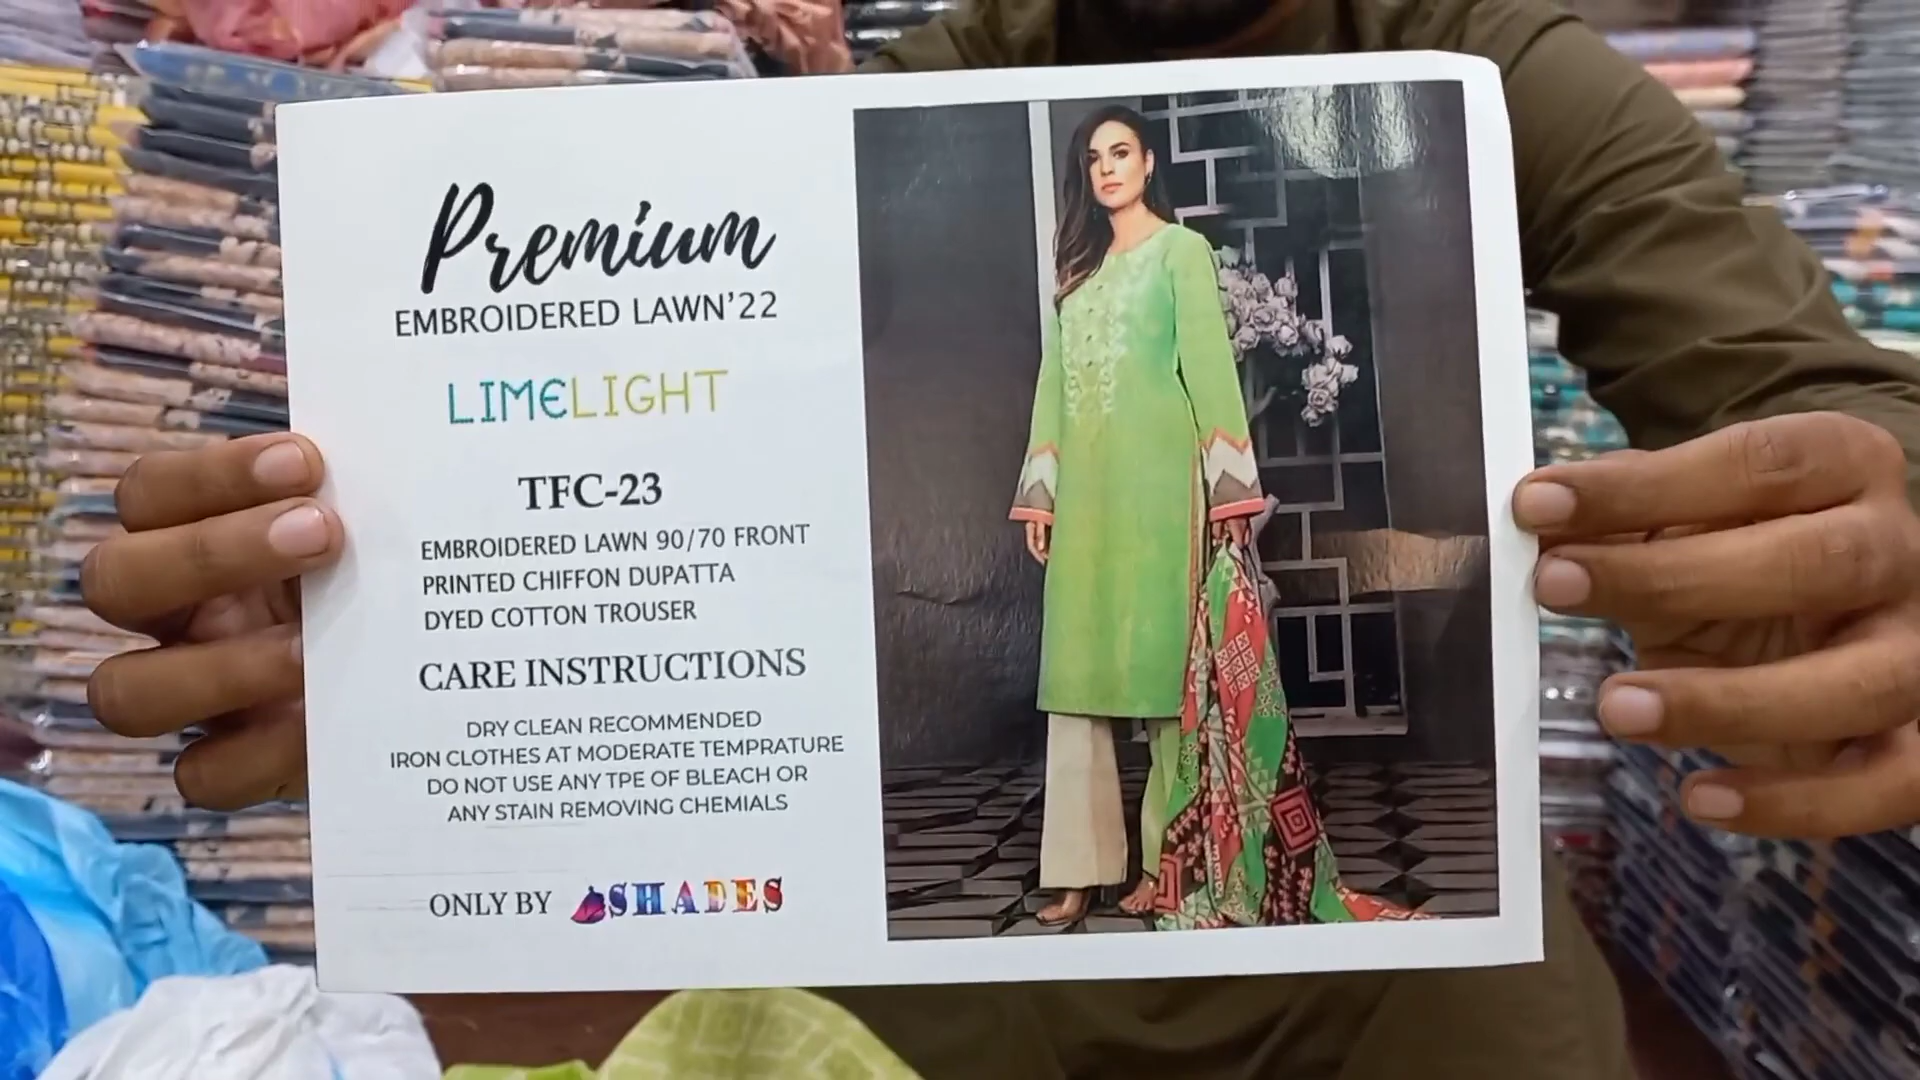 Premium
EMBROIDERED LAWN'22
LIMELIGHT
TFC-23
EMBROIDERED LAWN 90/70 FRONT
PRINTED CHIFFON DUPATTA
DYED COTTON TROUSER
CARE INSTRUCTIONS
DRY CLEAN RECOMMENDED
IRON CLOTHES AT MODERATE TEMPRATURE
DO NOT USE ANY TPE OF BLEACH OR
ANY STAIN REMOVING CHEMIALS
ONLY BY SHADES